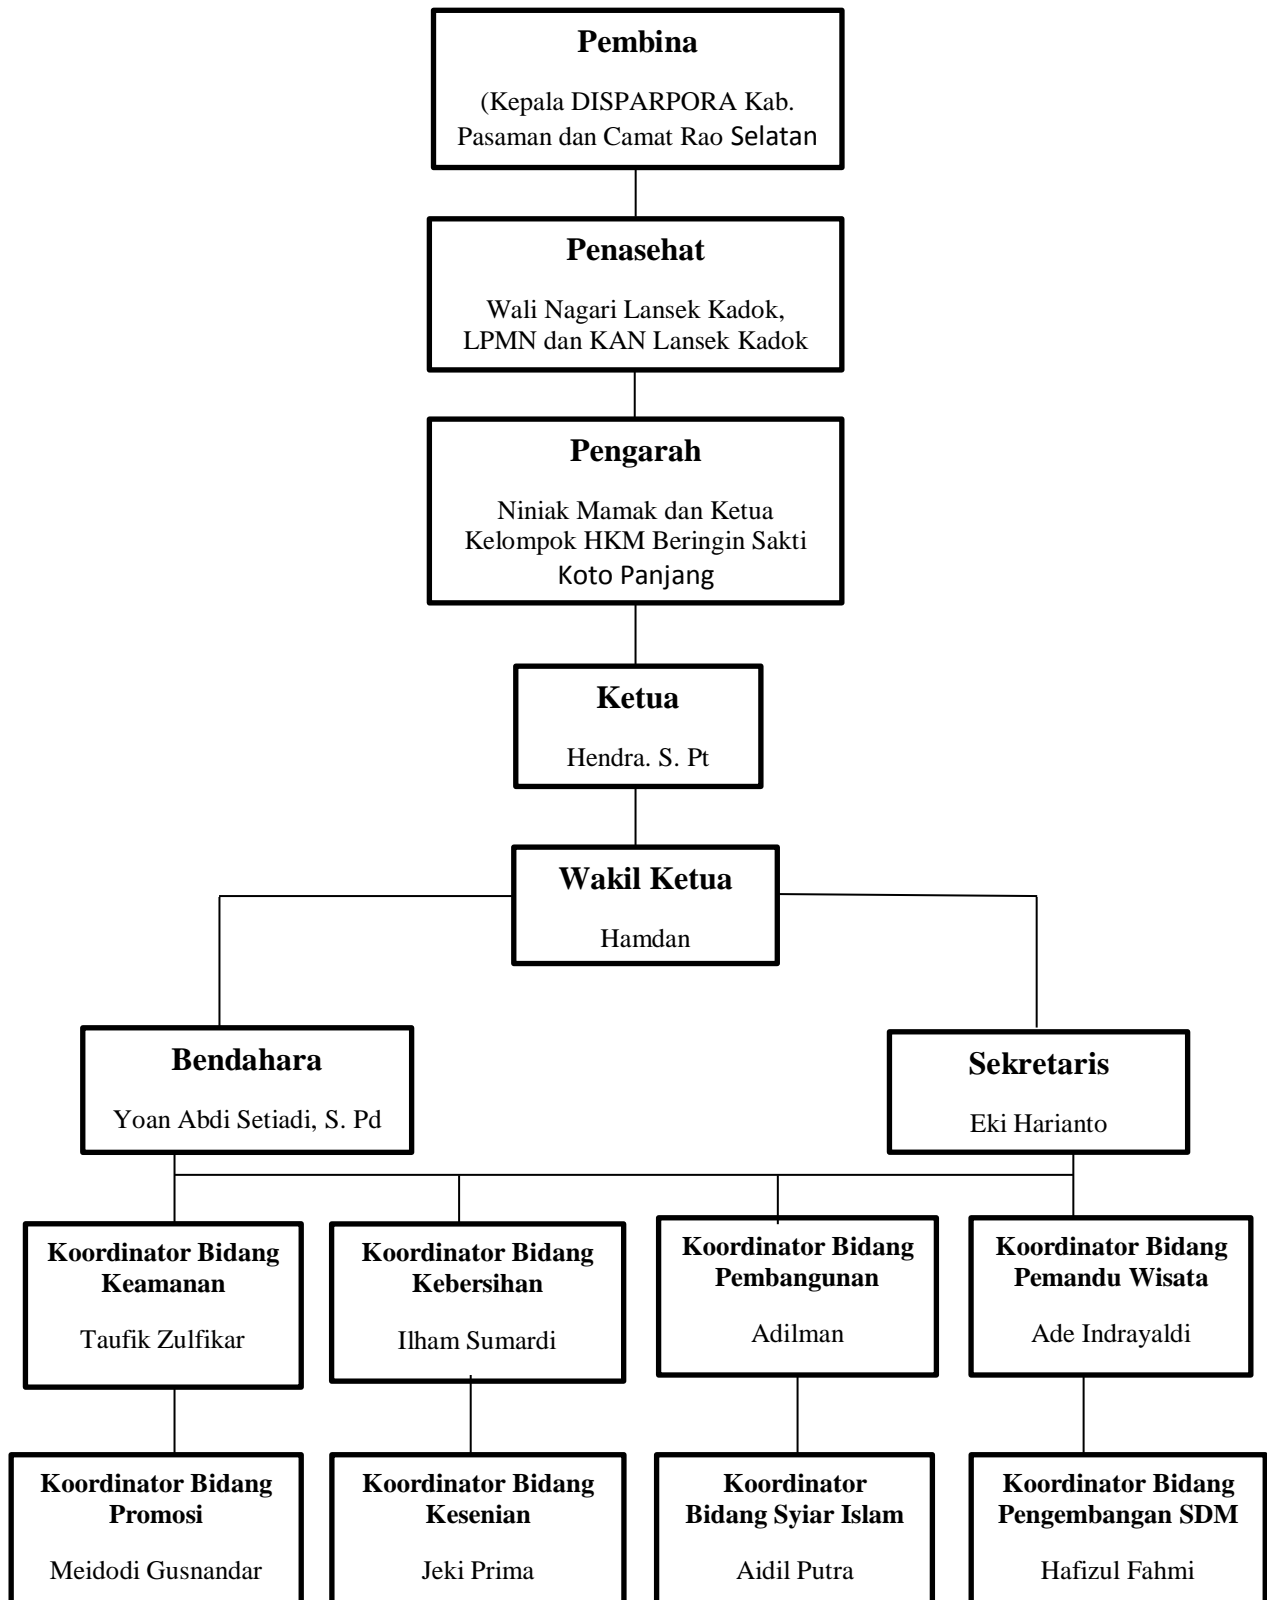 Pembina
(Kepala DISPARPORA Kab.
Pasaman dan Camat Rao Selatan
Penasehat
Wali Nagari Lansek Kadok,
LPMN dan KAN Lansek Kadok
Pengarah
Niniak Mamak dan Ketua
Kelompok HKM Beringin Sakti
Koto Panjang
Ketua
Hendra. S. Pt
Wakil Ketua
Hamdan
Bendahara
Yoan Abdi Setiadi, S. Pd
Sekretaris
Eki Harianto
Koordinator Bidang
Keamanan
Taufik Zulfikar
Koordinator Bidang
Kebersihan
Ilham Sumardi
Koordinator Bidang
Pembangunan
Adilman
Koordinator Bidang
Pemandu Wisata
Ade Indrayaldi
Koordinator Bidang
Promosi
Meidodi Gusnandar
Koordinator Bidang
Kesenian
Jeki Prima
Koordinator
Bidang Syiar Islam
Aidil Putra
Koordinator Bidang
Pengembangan SDM
Hafizul Fahmi